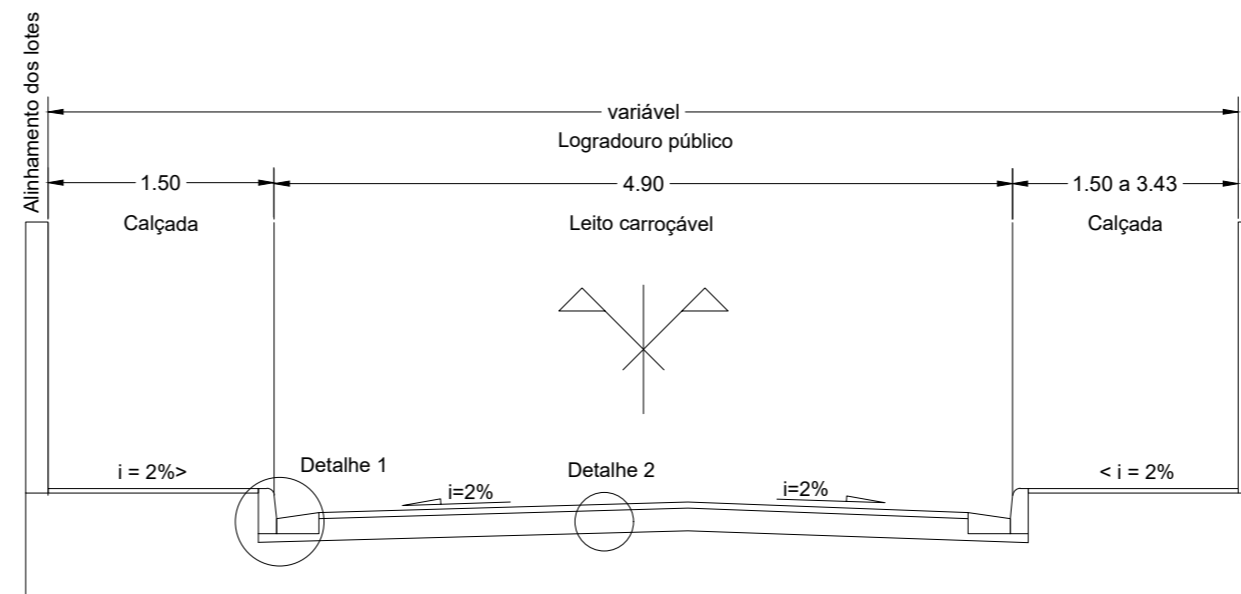 Alinhamento dos lotes
variável
Logradouro público
1.50
4.90
1.50 a 3.43
Calçada
Leito carroçável
Calçada
i = 2%>
Detalhe 1
i=2%
Detalhe 2
i=2%
< i = 2%